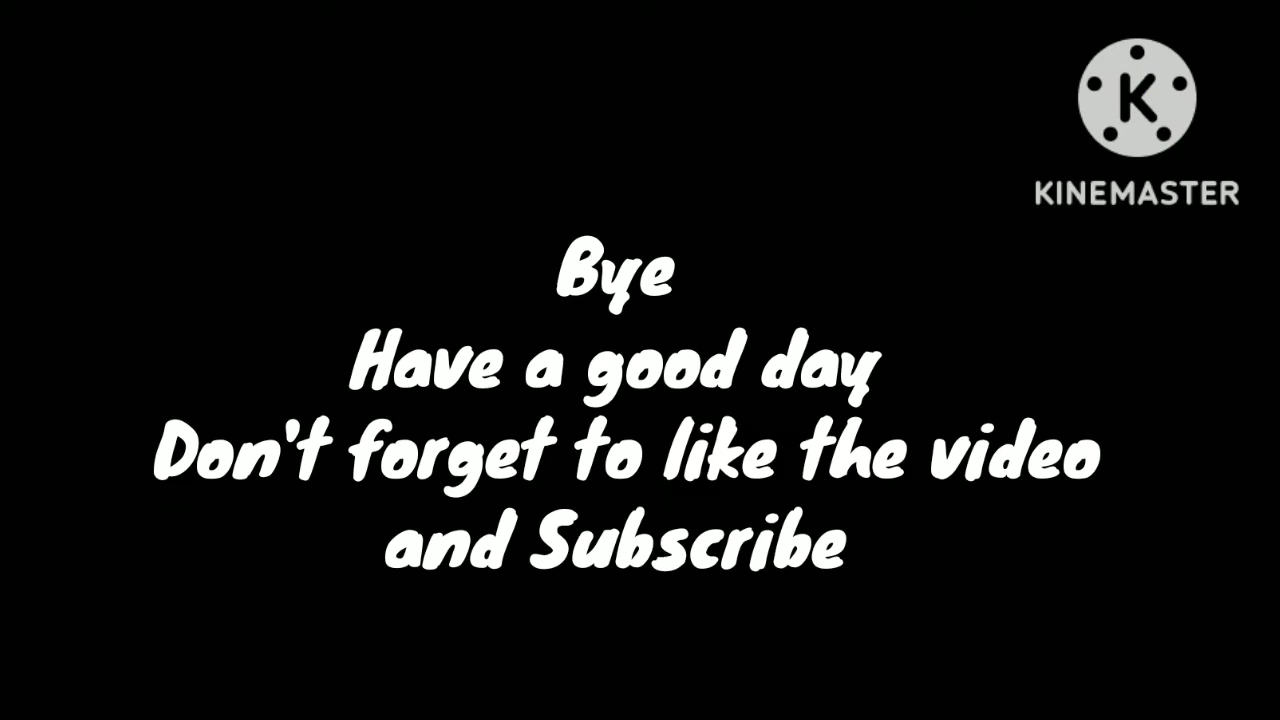 K
KINEMASTER
Bye
Have a good day
Don't forget to like the video
and Subscribe